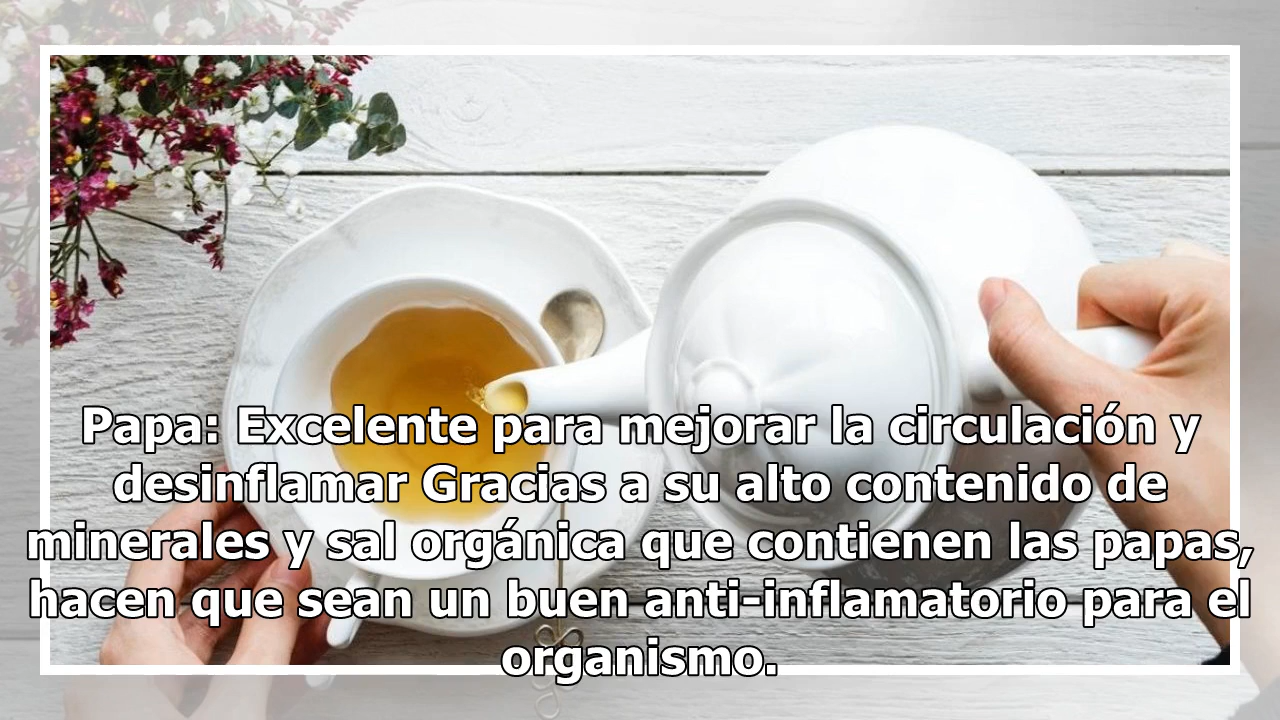 Papa: Excelente para mejorar la circulación y
desinflamar Gracias a su alto contenido de
minerales y sal orgánica que contienen las papas,
hacen que sean un buen anti-inflamatorio para el
organismo.